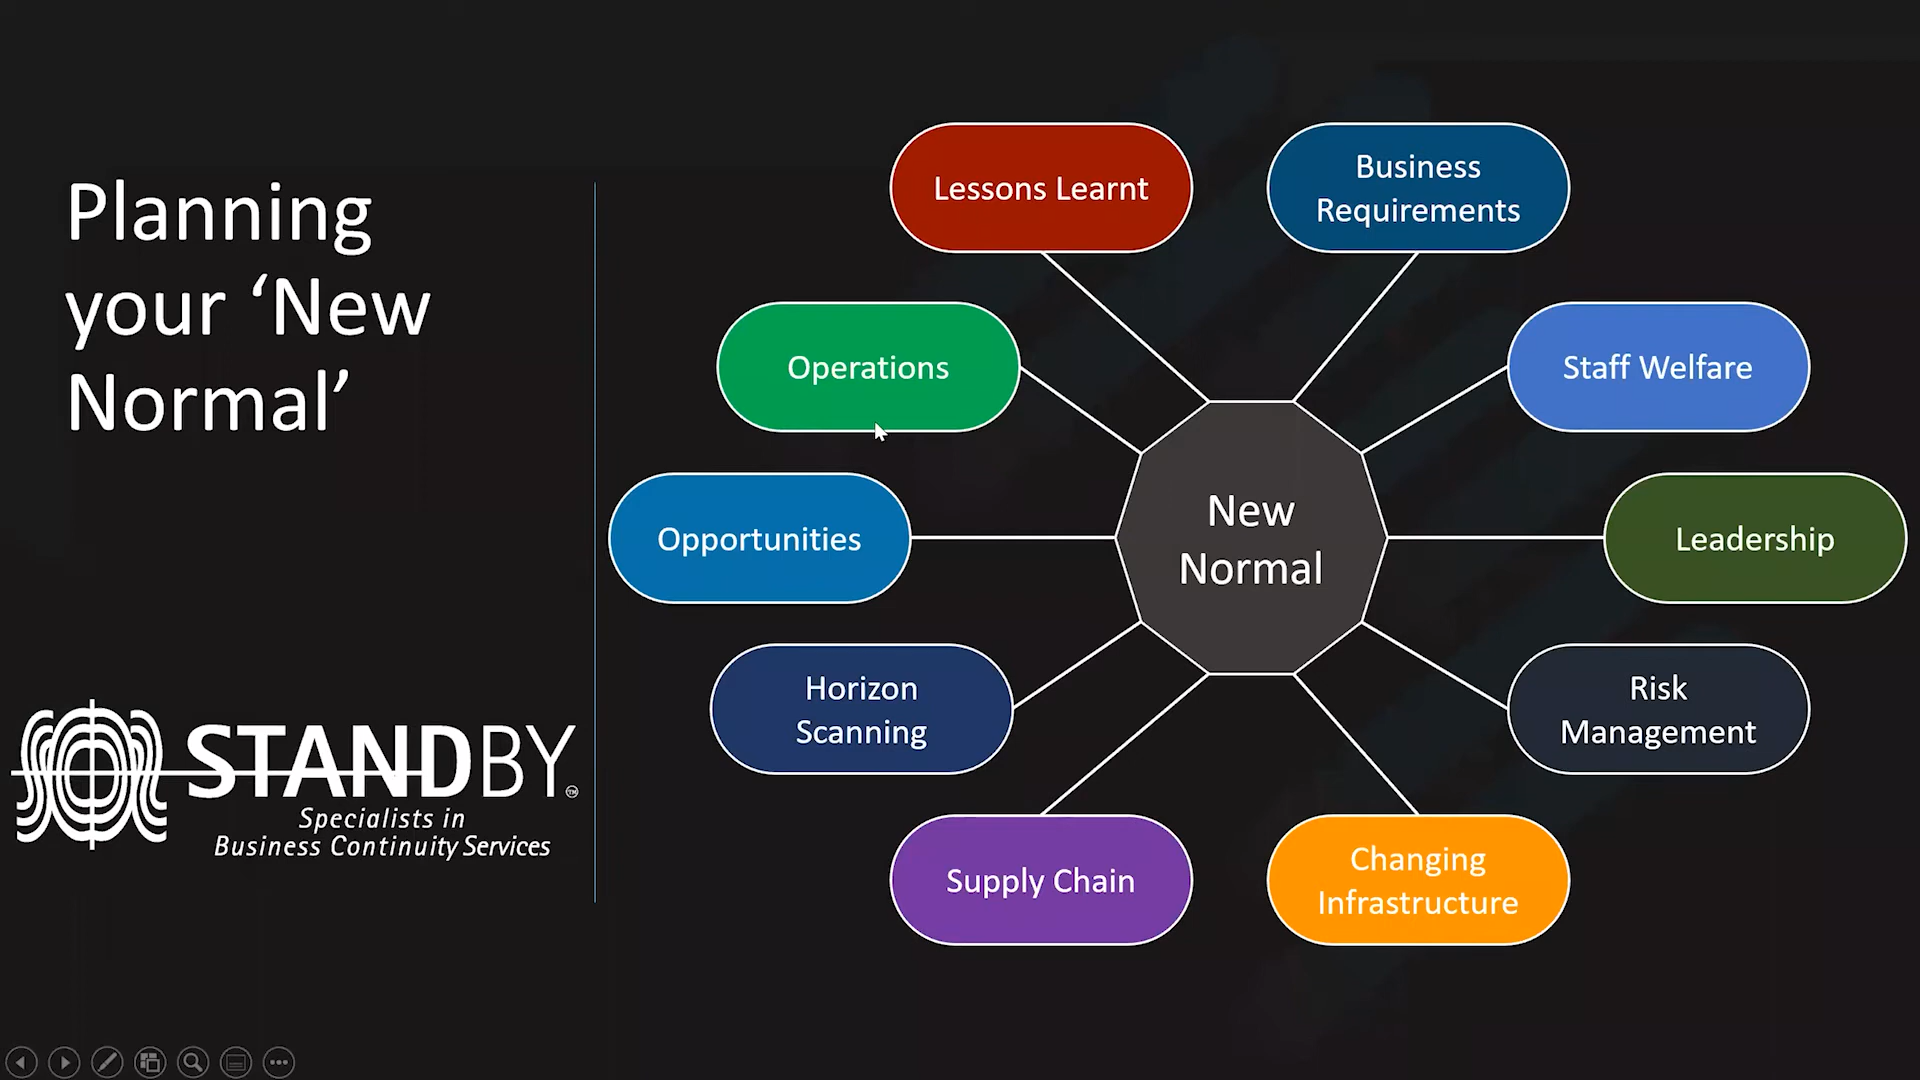 Planning
your ‘New
Normal’
STANDBY
TM
Specialists in
Business Continuity Services
Lessons Learnt
Business
Requirements
Operations
Staff Welfare
Opportunities
New
Normal
Leadership
Horizon
Scanning
Risk
Management
Supply Chain
Changing
Infrastructure